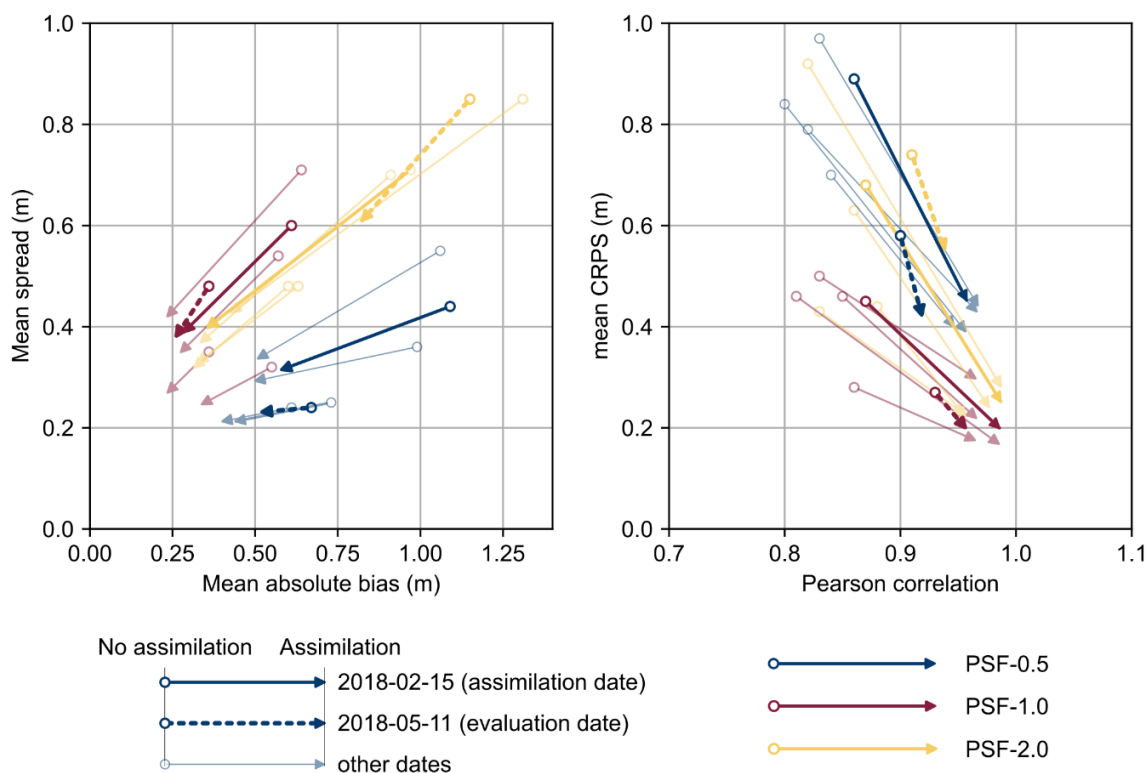 1.0
0.8
0.6
0.4
0.2
0.0
Mean spread (m)
0.00 0.25 0.50 0.75 1.00 1.25
Mean absolute bias (m)
1.0
0.8
0.6
0.4
0.2
0.0
mean CRPS (m)
0.7 0.8 0.9 1.0 1.1
Pearson correlation
No assimilation Assimilation
2018-02-15 (assimilation date)
2018-05-11 (evaluation date)
other dates
PSF-0.5
PSF-1.0
PSF-2.0